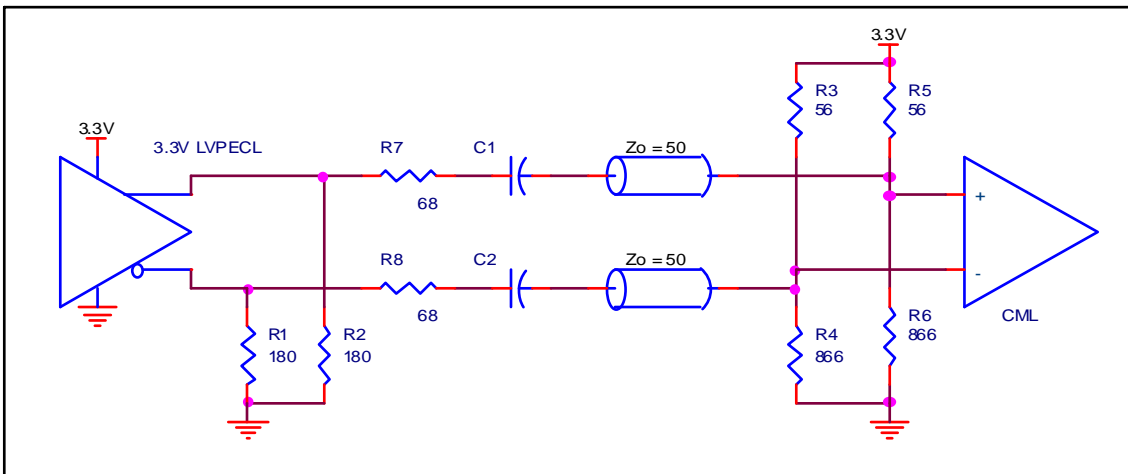 3.3V
R3
56
R5
56
3.3V
3.3V LVPECL
R7
68
C1
Zo = 50
+
R8
68
C2
Zo = 50
-
CML
R1
180
R2
180
R4
866
R6
866